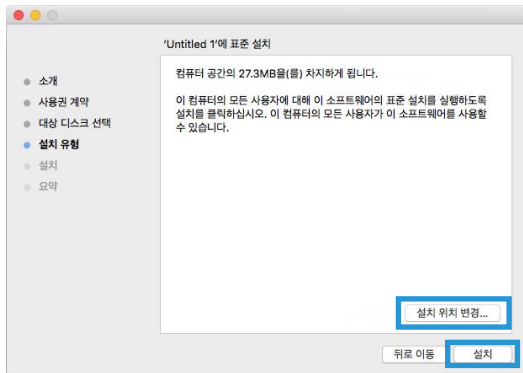 'Untitled 1'에 표준 설치
소개
사용권 계약
대상 디스크 선택
설치 유형
설치
요약
컴퓨터 공간의 27.3MB을(를) 차지하게 됩니다.
이 컴퓨터의 모든 사용자에 대해 이 소프트웨어의 표준 설치를 실행하도록
설치를 클릭하십시오. 이 컴퓨터의 모든 사용자가 이 소프트웨어를 사용할
수 있습니다.
설치 위치 변경...
뒤로 이동
설치